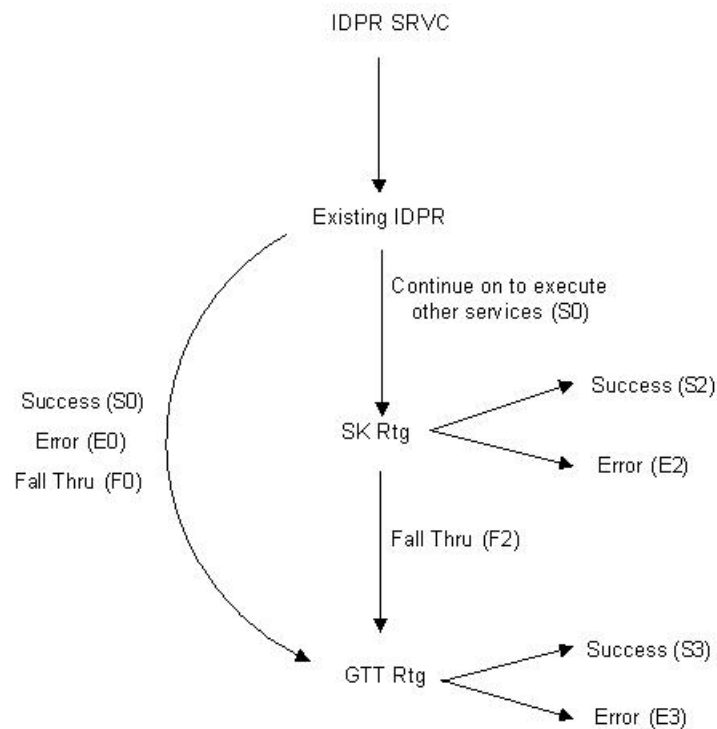 IDPR SRVC
Existing IDPR
Continue on to execute
other services (S0)
Success (S2)
Success (S0)
Error (E0)
SK Rtg
Error (E2)
Fall Thru (F0)
Fall Thru (F2)
Success (S3)
GTT Rtg
Error (E3)